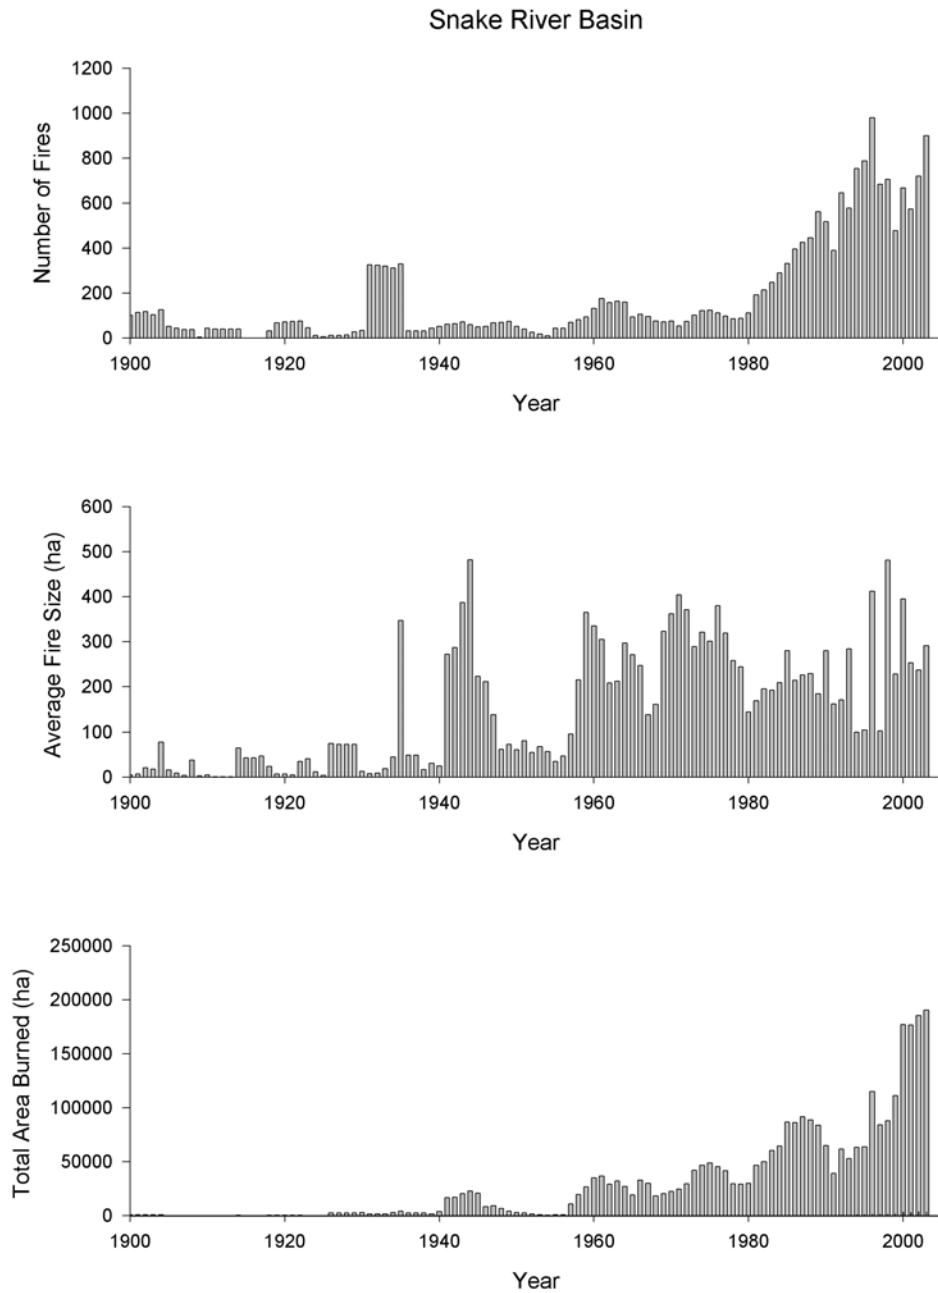 Snake River Basin
Number of Fires
1200
1000
800
600
400
200
0
1900 1920 1940 1960 1980 2000
Year
Average Fire Size (ha)
600
500
400
300
200
100
0
1900 1920 1940 1960 1980 2000
Year
Total Area Burned (ha)
250000
200000
150000
100000
50000
0
1900 1920 1940 1960 1980 2000
Year